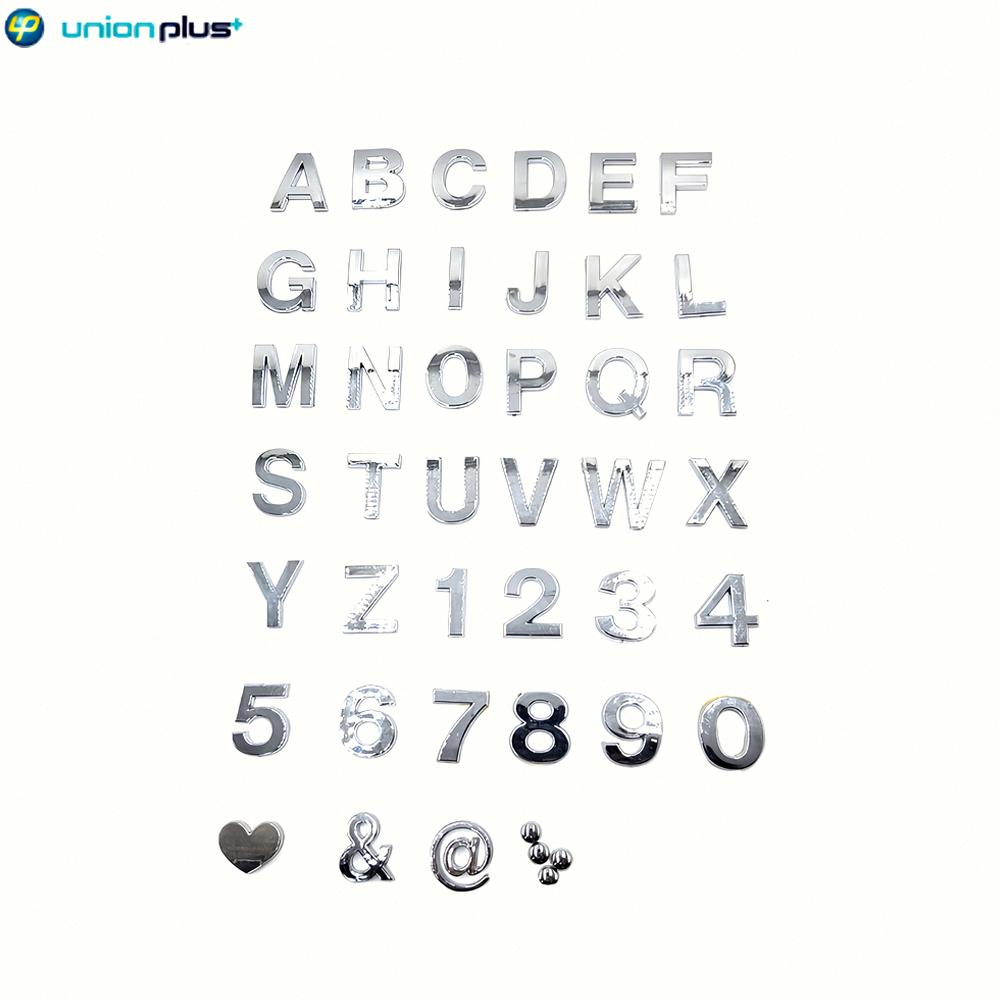 unionplus+
A B C D E F
G H I J K L
M N O P Q R
S T U V W X
Y Z 1 2 3 4
5 6 7 8 9 0
& @